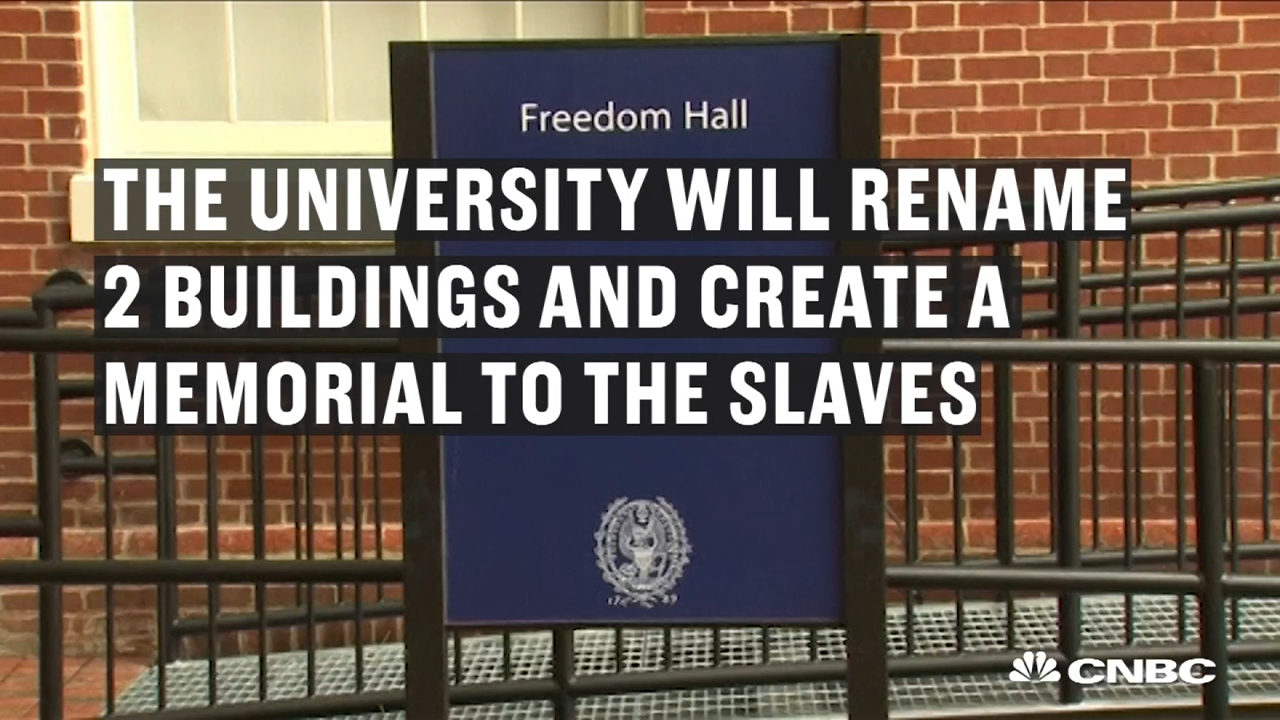 Freedom Hall
THE UNIVERSITY WILL RENAME
2 BUILDINGS AND CREATE A
MEMORIAL TO THE SLAVES
CNBC